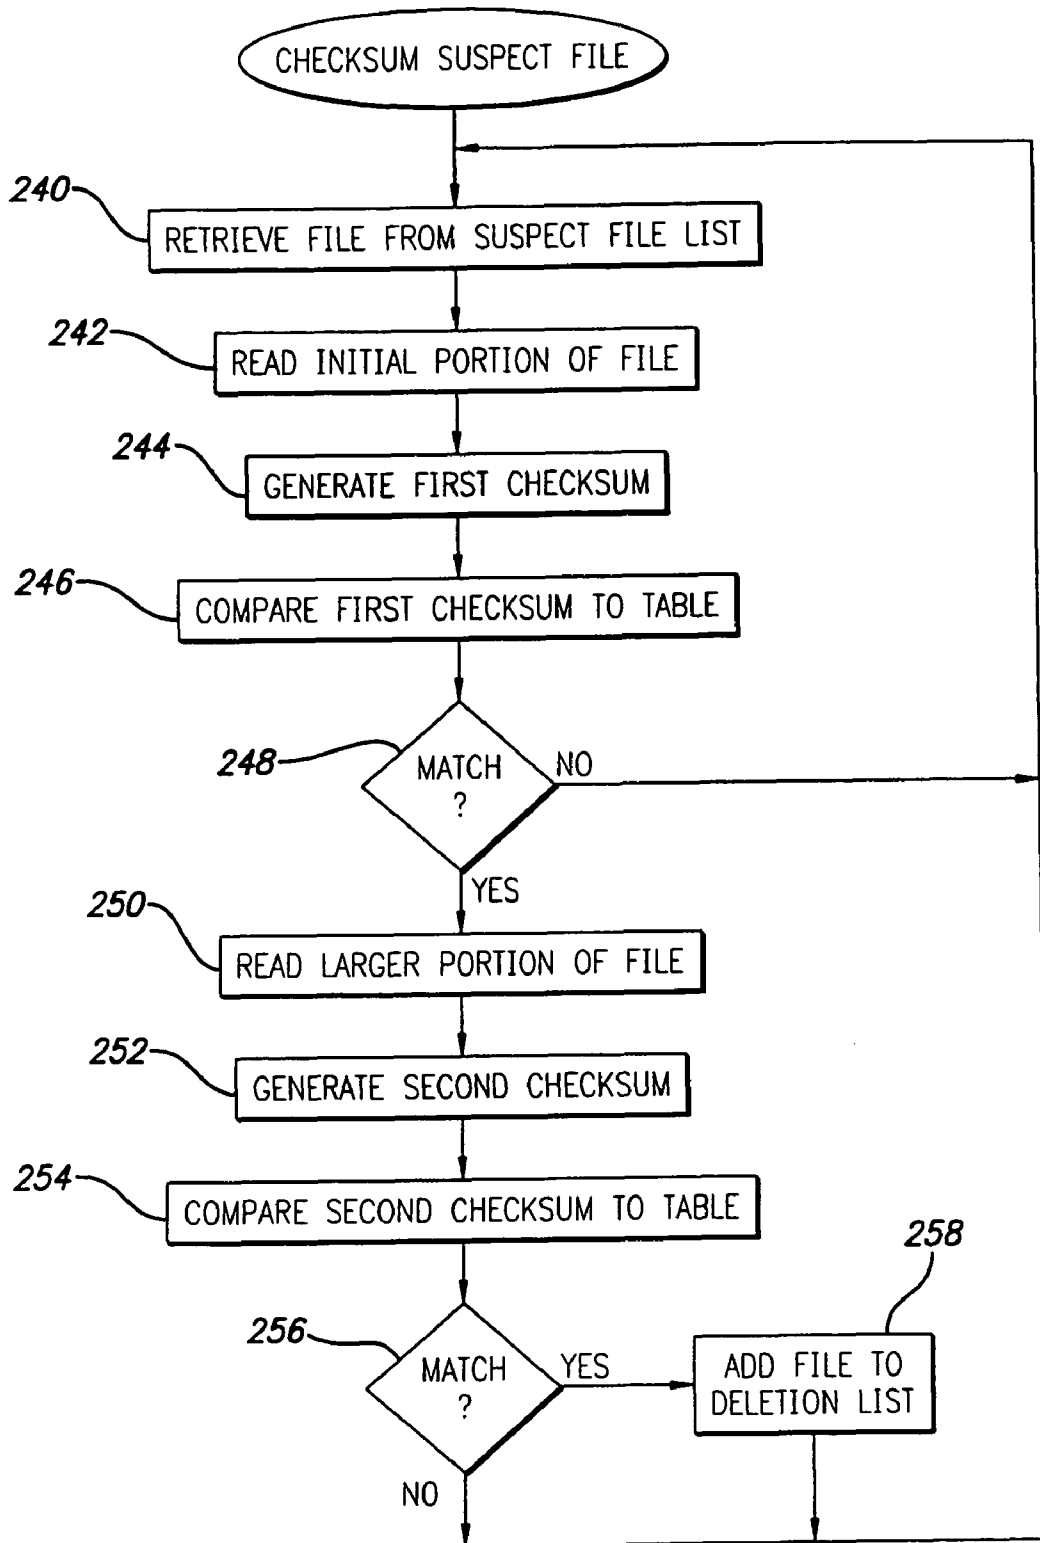 CHECKSUM SUSPECT FILE
240
RETRIEVE FILE FROM SUSPECT FILE LIST
242
READ INITIAL PORTION OF FILE
244
GENERATE FIRST CHECKSUM
246
COMPARE FIRST CHECKSUM TO TABLE
248
MATCH
?
NO
YES
250
READ LARGER PORTION OF FILE
252
GENERATE SECOND CHECKSUM
254
COMPARE SECOND CHECKSUM TO TABLE
256
MATCH
?
YES
258
ADD FILE TO
DELETION LIST
NO